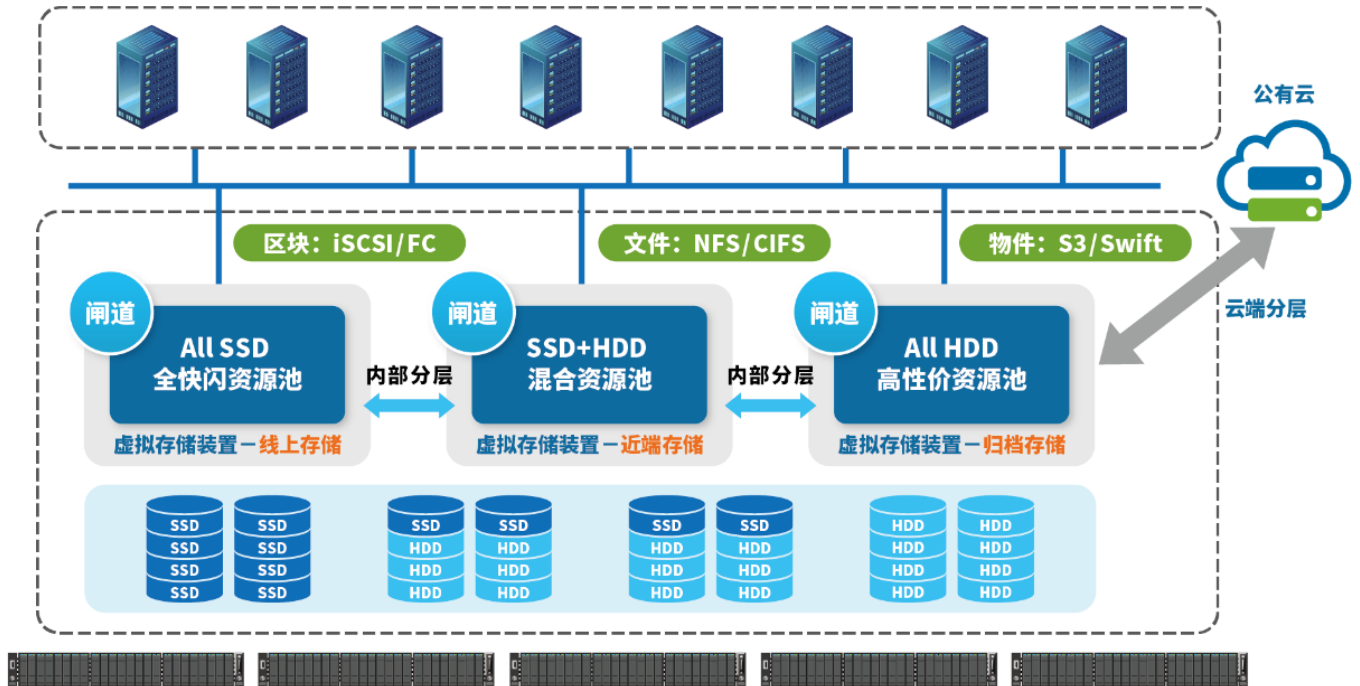 公有云
区块：iSCSI/FC
文件：NFS/CIFS
物件：S3/Swift
云端分层
闸道
All SSD
全快闪资源池
虚拟存储装置－线上存储
内部分层
闸道
SSD+HDD
混合资源池
虚拟存储装置－近端存储
内部分层
闸道
All HDD
高性价资源池
虚拟存储装置－归档存储
SSD SSD SSD SSD SSD SSD HDD HDD
SSD SSD HDD HDD HDD HDD HDD HDD
SSD SSD HDD HDD HDD HDD HDD HDD
SSD SSD HDD HDD HDD HDD HDD HDD